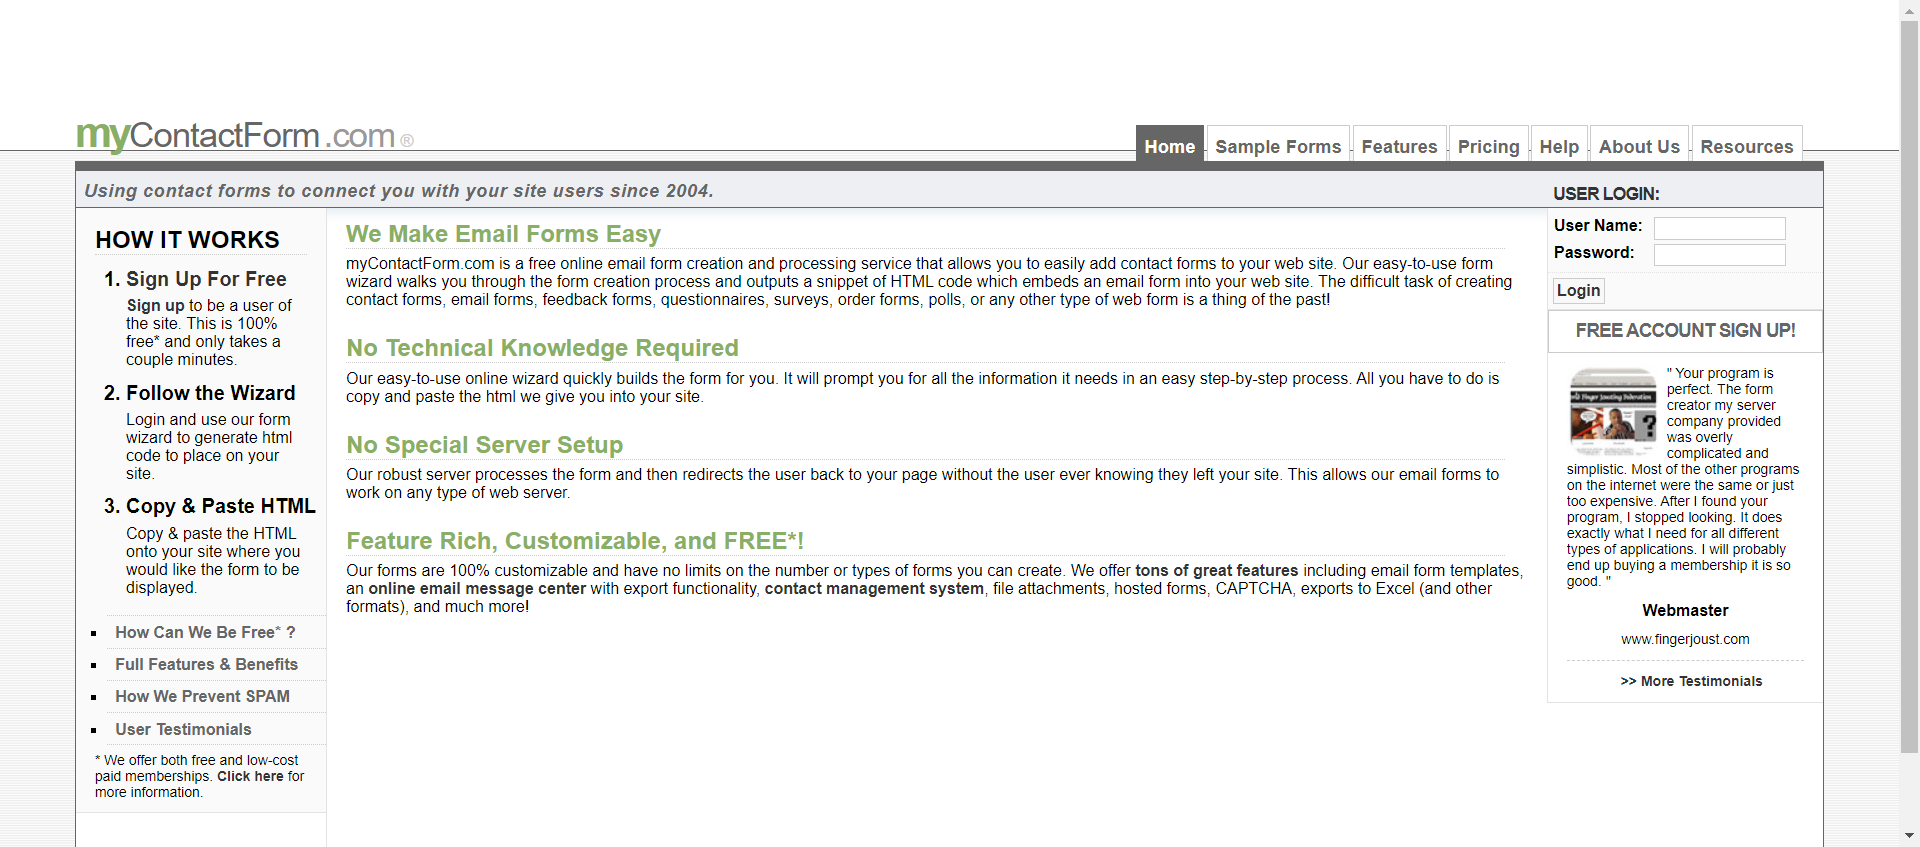 myContactForm.com ®
Home
Sample Forms
Features
Pricing
Help
About Us
Resources
Using contact forms to connect you with your site users since 2004.
USER LOGIN:
HOW IT WORKS
1. Sign Up For Free
Sign up to be a user of
the site. This is 100%
free* and only takes a
couple minutes.
2. Follow the Wizard
Login and use our form
wizard to generate html
code to place on your
site.
3. Copy & Paste HTML
Copy & paste the HTML
onto your site where you
would like the form to be
displayed.
How Can We Be Free* ?
Full Features & Benefits
How We Prevent SPAM
User Testimonials
* We offer both free and low-cost
paid memberships. Click here for
more information.
We Make Email Forms Easy
myContactForm.com is a free online email form creation and processing service that allows you to easily add contact forms to your web site. Our easy-to-use form
wizard walks you through the form creation process and outputs a snippet of HTML code which embeds an email form into your web site. The difficult task of creating
contact forms, email forms, feedback forms, questionnaires, surveys, order forms, polls, or any other type of web form is a thing of the past!
No Technical Knowledge Required
Our easy-to-use online wizard quickly builds the form for you. It will prompt you for all the information it needs in an easy step-by-step process. All you have to do is
copy and paste the html we give you into your site.
No Special Server Setup
Our robust server processes the form and then redirects the user back to your page without the user ever knowing they left your site. This allows our email forms to
work on any type of web server.
Feature Rich, Customizable, and FREE*!
Our forms are 100% customizable and have no limits on the number or types of forms you can create. We offer tons of great features including email form templates,
an online email message center with export functionality, contact management system, file attachments, hosted forms, CAPTCHA, exports to Excel (and other
formats), and much more!
User Name:
Password:
Login
FREE ACCOUNT SIGN UP!
" Your program is
perfect. The form
creator my server
company provided
was overly
complicated and
simplistic. Most of the other programs
on the internet were the same or just
too expensive. After I found your
program, I stopped looking. It does
exactly what I need for all different
types of applications. I will probably
end up buying a membership it is so
good. "
Webmaster
www.fingerjoust.com
>> More Testimonials